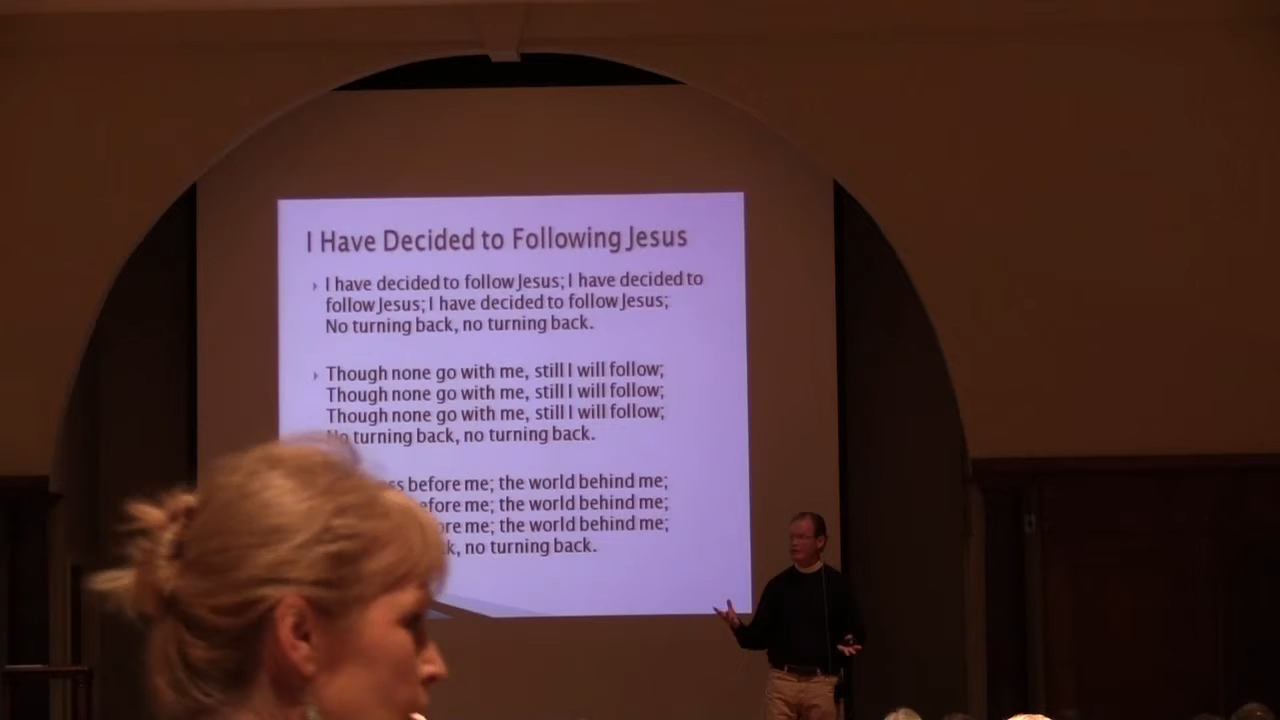 I Have Decided to Following Jesus
I have decided to follow Jesus; I have decided to
follow Jesus; I have decided to follow Jesus;
No turning back, no turning back.
Though none go with me, still I will follow;
Though none go with me, still I will follow;
Though none go with me, still I will follow;
No turning back, no turning back.
before me; the world behind me;
me; the world behind me;
me; the world behind me;
no turning back.